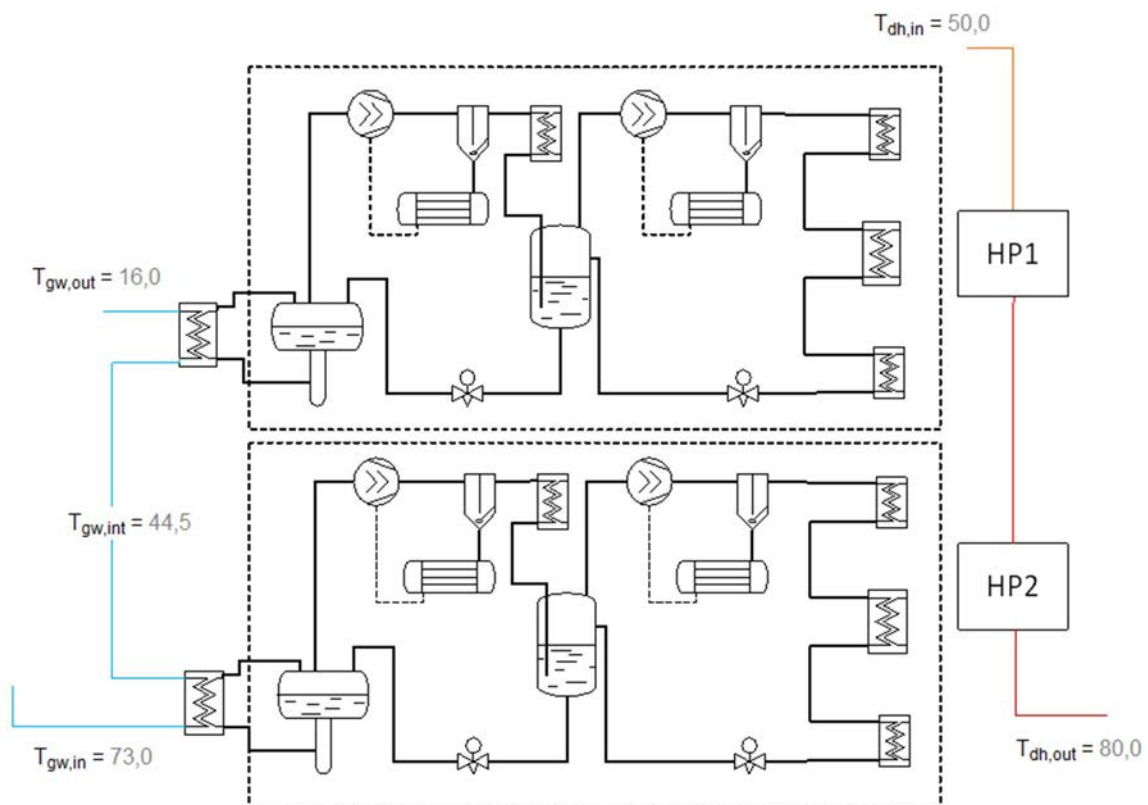 T_dh,in = 50,0
HP1
T_gw,out = 16,0
T_gw,int = 44,5
HP2
T_gw,in = 73,0
T_dh,out = 80,0